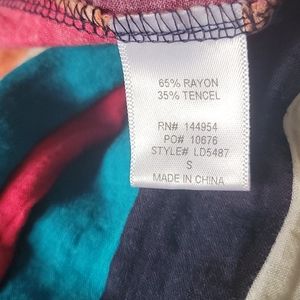 65% RAYON
35% TENCEL
RN# 144954
PO# 10676
STYLE# LD5487
S
MADE IN CHINA